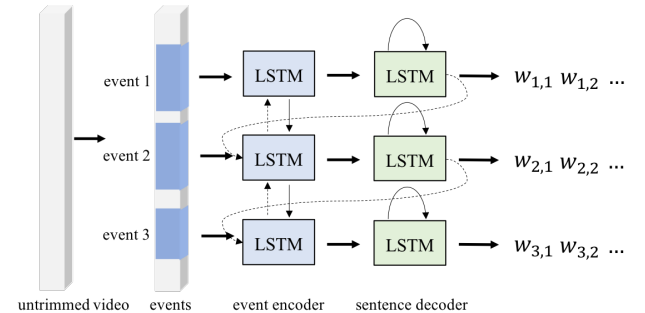 event 1
LSTM
LSTM
w1,1 w1,2 ...
event 2
LSTM
LSTM
w2,1 w2,2 ...
event 3
LSTM
LSTM
w3,1 w3,2 ...
untrimmed video
events
event encoder
sentence decoder